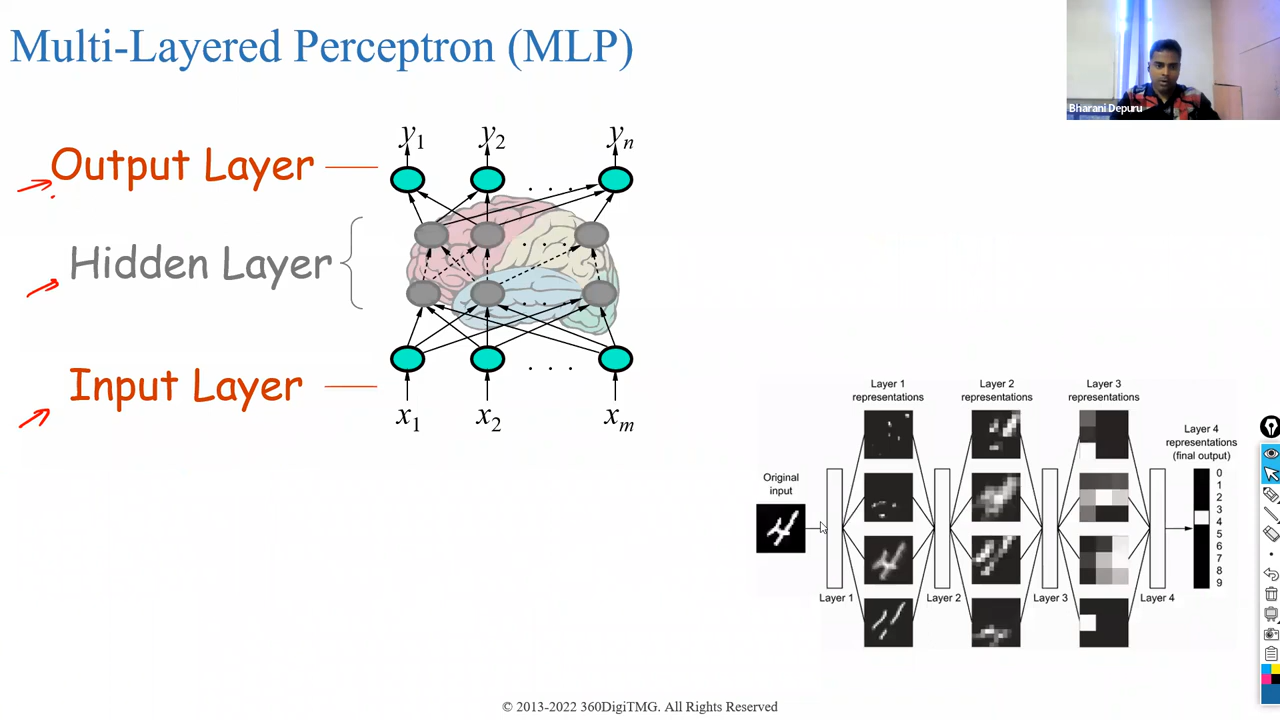 Multi-Layered Perceptron (MLP)
Bharani Depuru
y1 y2 yn
Output Layer
. . .
Hidden Layer
. . .
. . .
Input Layer
. . .
x1 x2 xm
Layer 1
representations
Layer 2
representations
Layer 3
representations
Layer 4
representations
(final output)
Original
input
0
1
2
3
4
5
6
7
8
9
Layer 1
Layer 2
Layer 3
Layer 4
© 2013-2022 360DigiTMG. All Rights Reserved